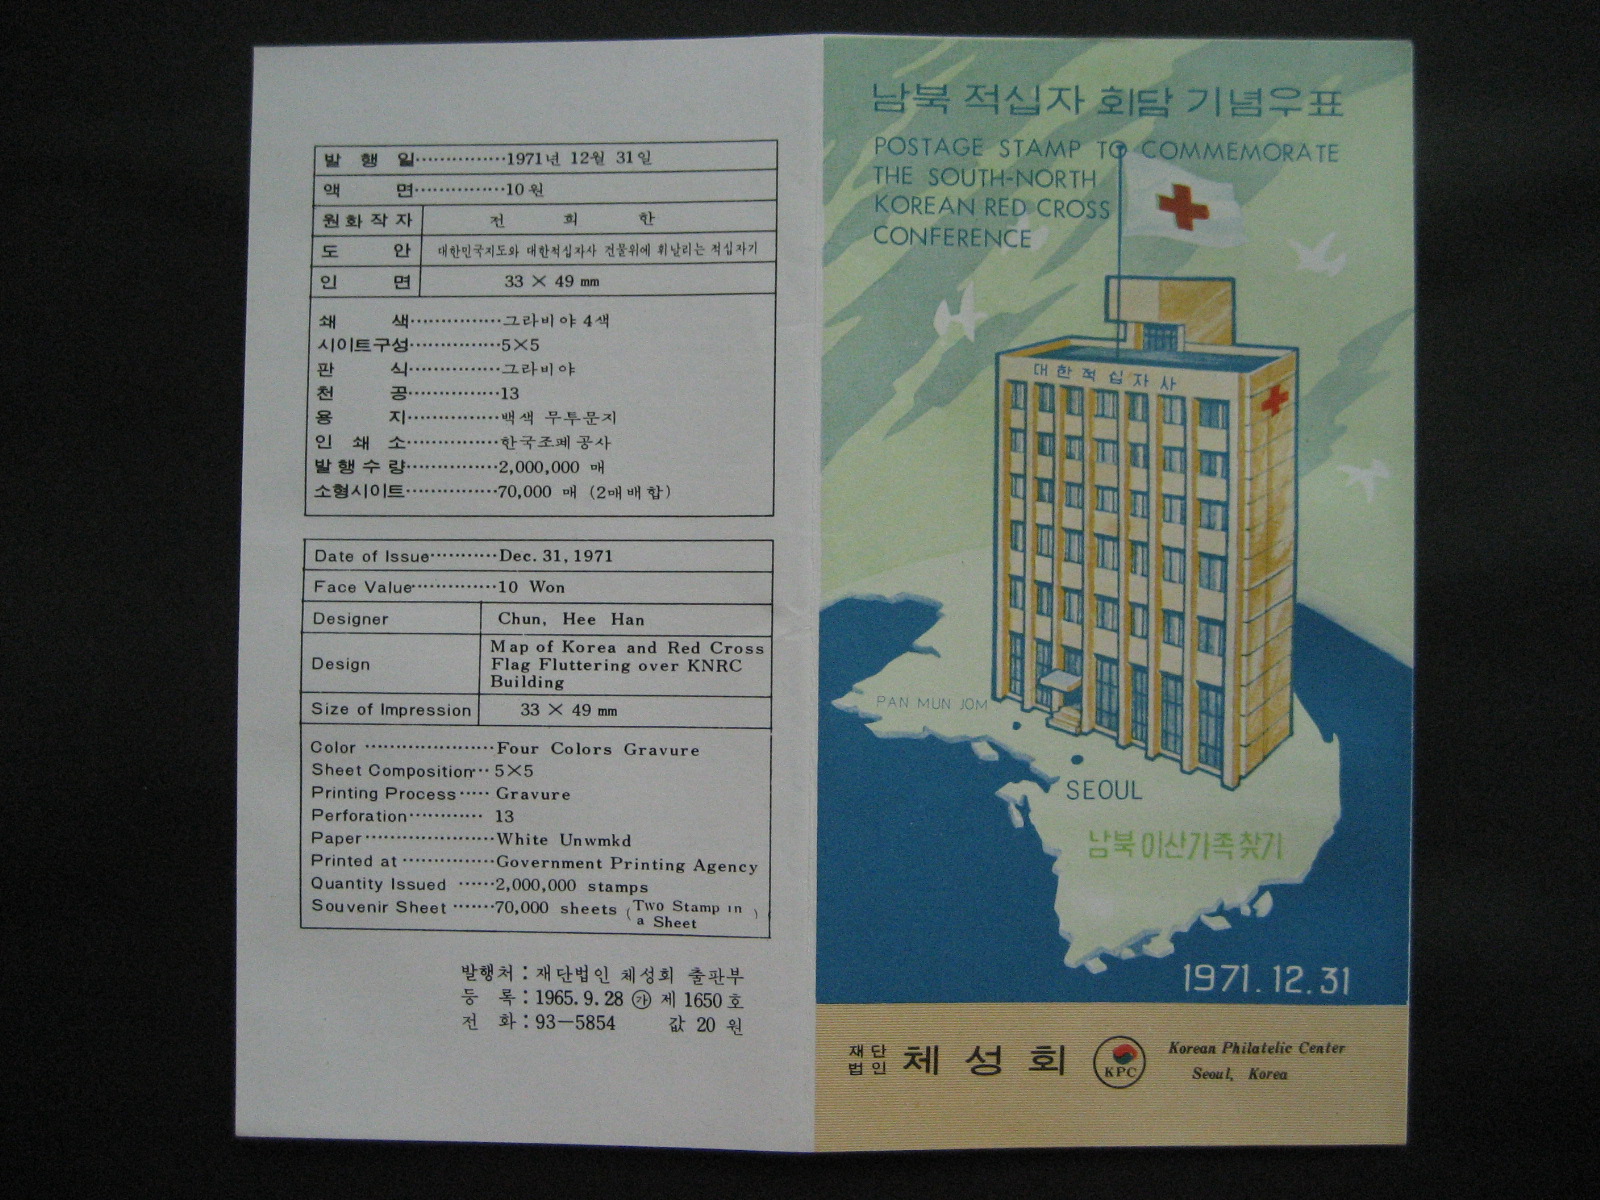 발 행 일···············1971년 12월 31일
액 면···············10원
원화작자 전 희 한
도 안 대한민국지도와 대한적십자사 건물위에 휘날리는 적십자기
인 면 33 × 49 mm
쇄 색···············그라비야 4색
시이트구성···············5×5
판 식···············그라비야
천 공···············13
용 지···············백색 무투문지
인 쇄 소···············한국조폐공사
발행수량···············2,000,000 매
소형시이트···············70,000 매 (2매배합)
Date of Issue···········Dec. 31, 1971
Face Value··············10 Won
Designer Chun, Hee Han
Design Map of Korea and Red Cross
Flag Fluttering over KNRC
Building
Size of Impression 33 × 49 mm
Color ·····················Four Colors Gravure
Sheet Composition·· 5×5
Printing Process····· Gravure
Perforation············ 13
Paper·····················White Unwmkd
Printed at ···············Government Printing Agency
Quantity Issued ······2,000,000 stamps
Souvenir Sheet ·······70,000 sheets (Two Stamp in
a Sheet)
발행처 : 재단법인 체성회 출판부
등 록 : 1965. 9. 28 ㉮ 제 1650 호
전 화 : 93—5854 값 20 원
남북 적십자 회담 기념우표
POSTAGE STAMP TO COMMEMORATE
THE SOUTH-NORTH
KOREAN RED CROSS
CONFERENCE
대한적십자사
PAN MUN JOM
SEOUL
남북 이산가족 찾기
1971. 12. 31
재단
법인 체성회
KPC
Korean Philatelic Center
Seoul, Korea